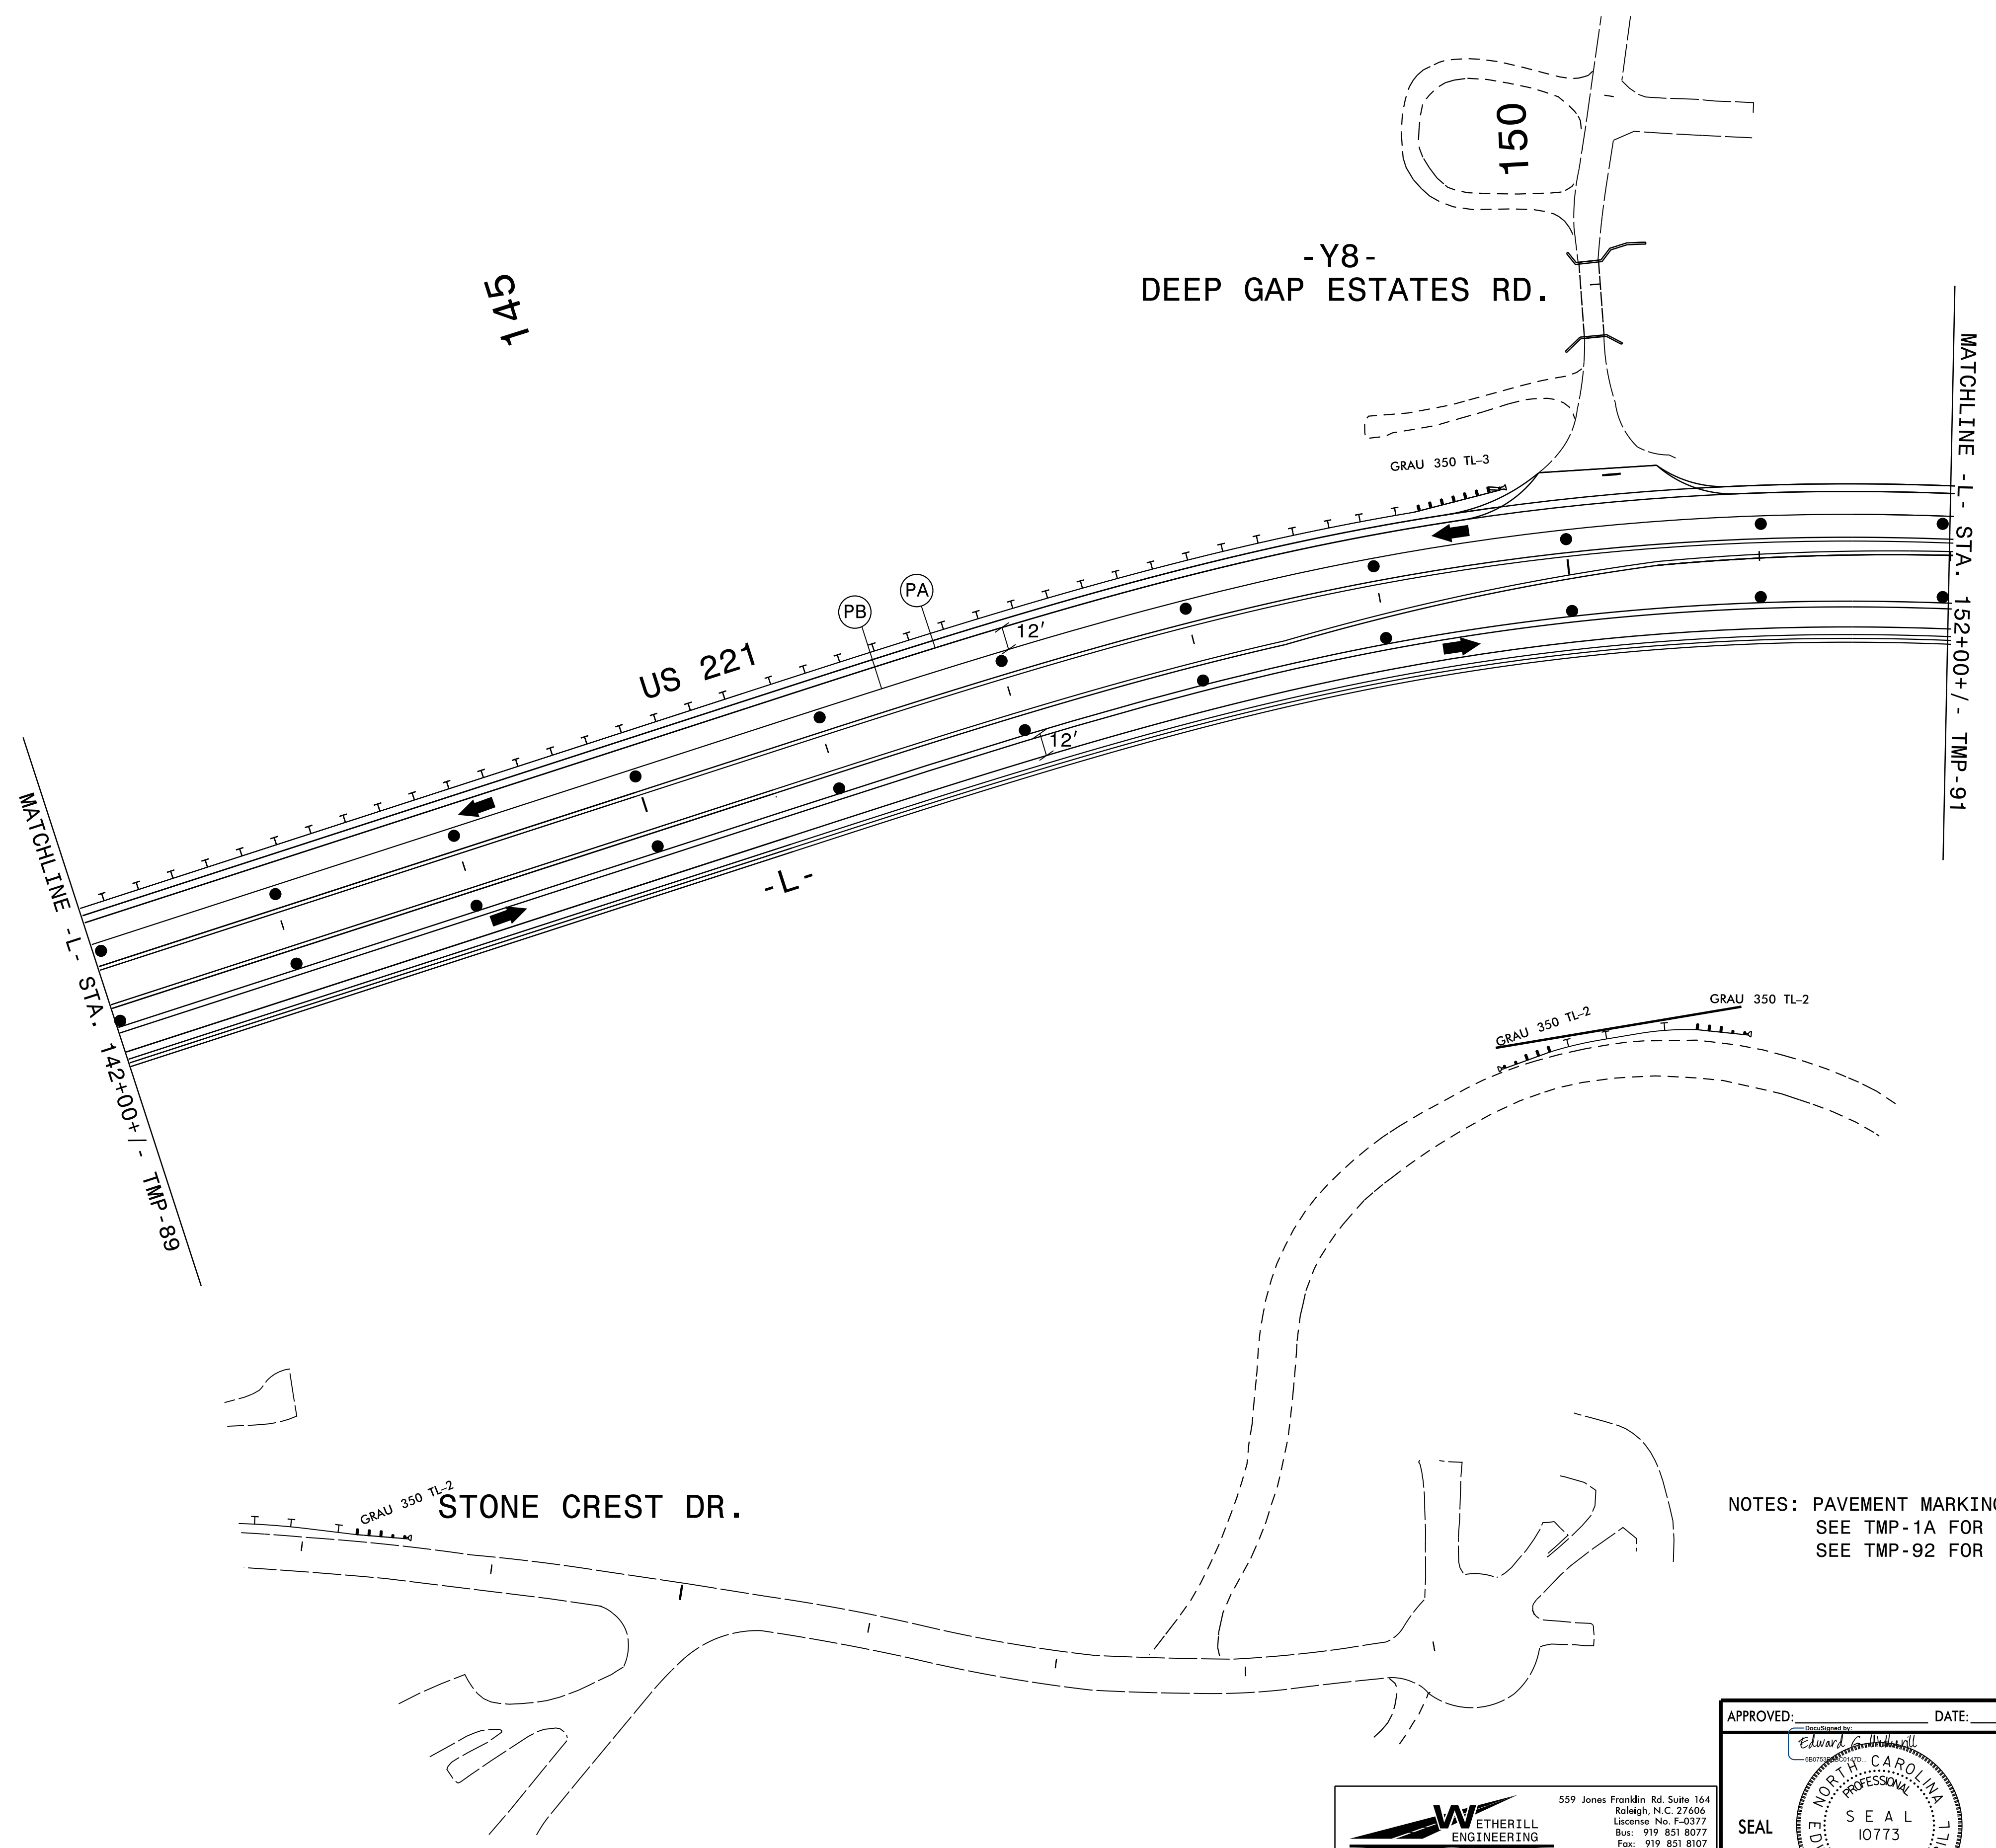 150
-Y8-
DEEP GAP ESTATES RD.
145
MATCHLINE -L- STA. 152+00+/- TMP-91
GRAU 350 TL-3
PA
PB
12'
US 221
12'
-L-
MATCHLINE -L- STA. 142+00+/- TMP-89
GRAU 350 TL-2
GRAU 350 TL-2
GRAU 350 TL-2
STONE CREST DR.
NOTES: PAVEMENT MARKING
SEE TMP-1A FOR
SEE TMP-92 FOR
APPROVED: DATE:
DocuSigned by:
Edward G. Wetherill
SEAL
NORTH CAROLINA
PROFESSIONAL
SEAL
10773
WETHERILL
ENGINEERING
559 Jones Franklin Rd. Suite 164
Raleigh, N.C. 27606
Liscense No. F-0377
Bus: 919 851 8077
Fax: 919 851 8107